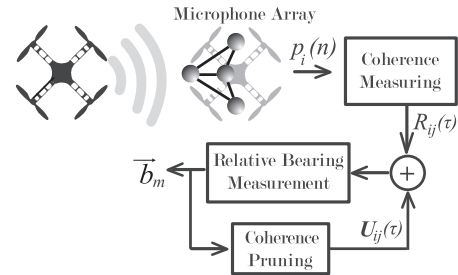 Microphone Array
p_i(n)
Coherence
Measuring
R_ij(τ)
Relative Bearing
Measurement
b_m
+
U_ij(τ)
Coherence
Pruning